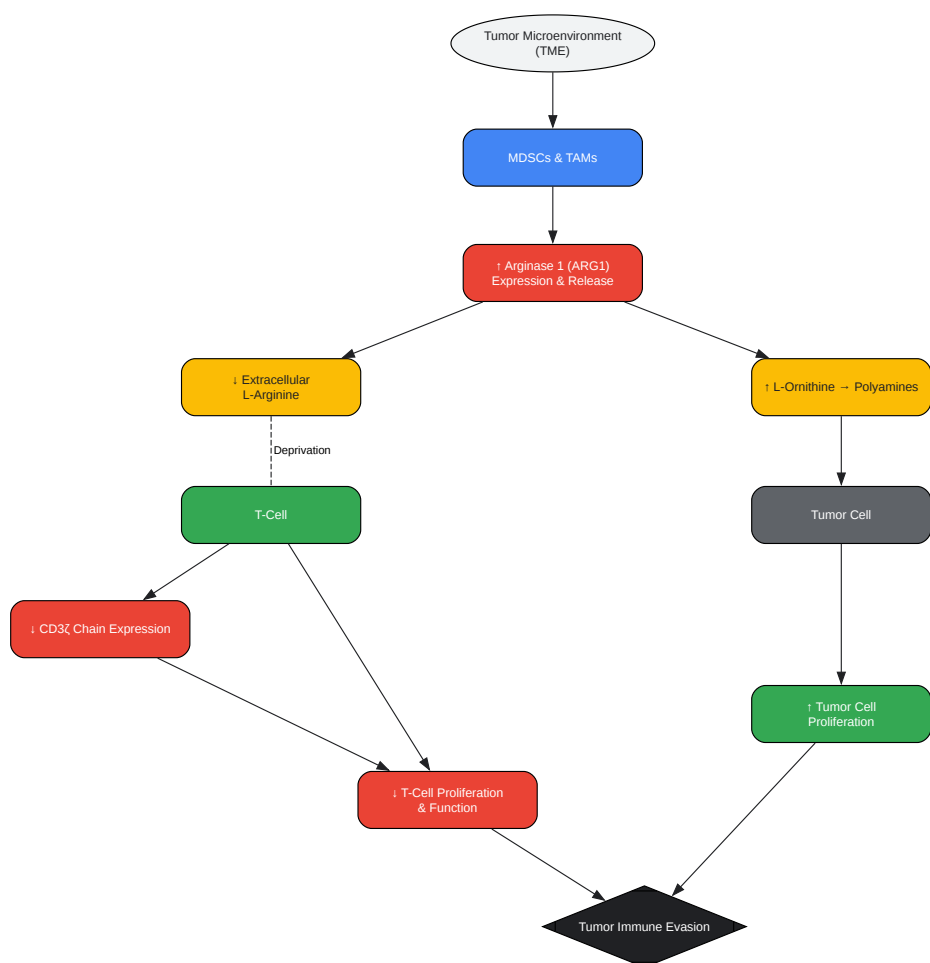 Tumor Microenvironment
(TME)
MDSCs & TAMs
↑ Arginase 1 (ARG1)
Expression & Release
↓ Extracellular
L-Arginine
↑ L-Ornithine → Polyamines
Deprivation
T-Cell
Tumor Cell
↓ CD3ζ Chain Expression
↑ Tumor Cell
Proliferation
↓ T-Cell Proliferation
& Function
Tumor Immune Evasion